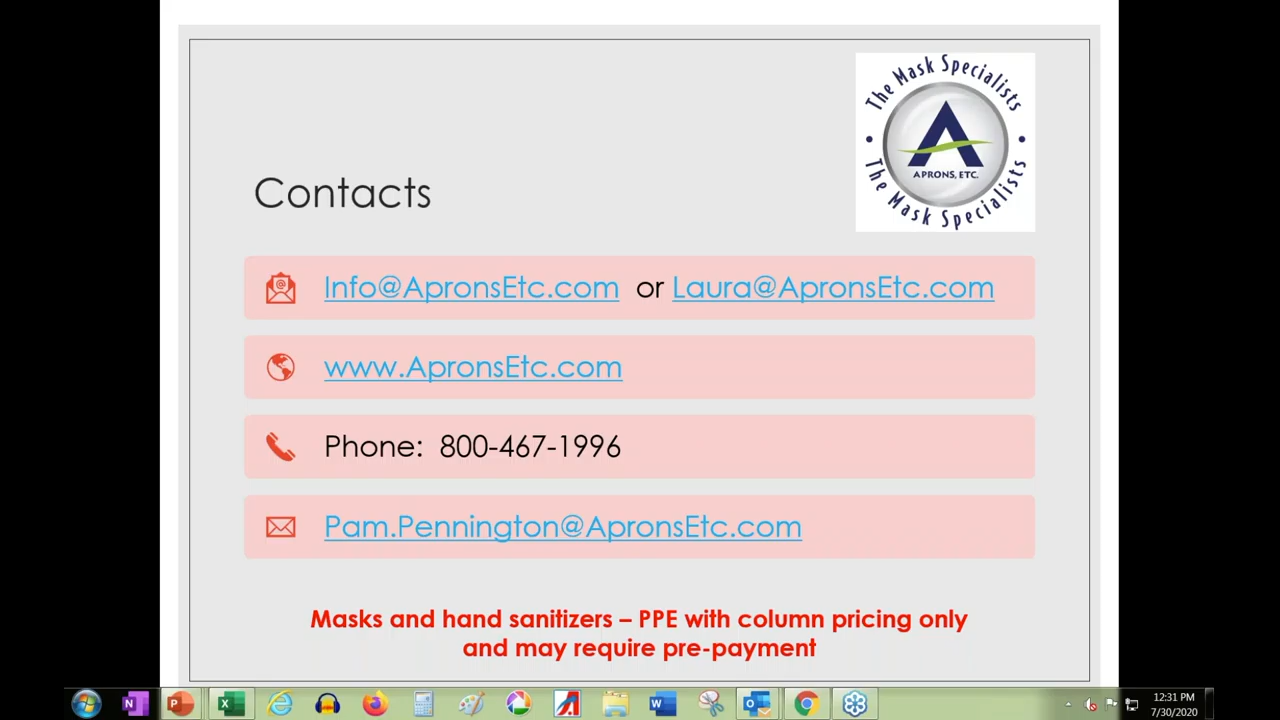 The Mask Specialists
A
APRONS, ETC.
The Mask Specialists
Contacts
Info@ApronsEtc.com or Laura@ApronsEtc.com
www.ApronsEtc.com
Phone: 800-467-1996
Pam.Pennington@ApronsEtc.com
Masks and hand sanitizers – PPE with column pricing only
and may require pre-payment
12:31 PM
7/30/2020